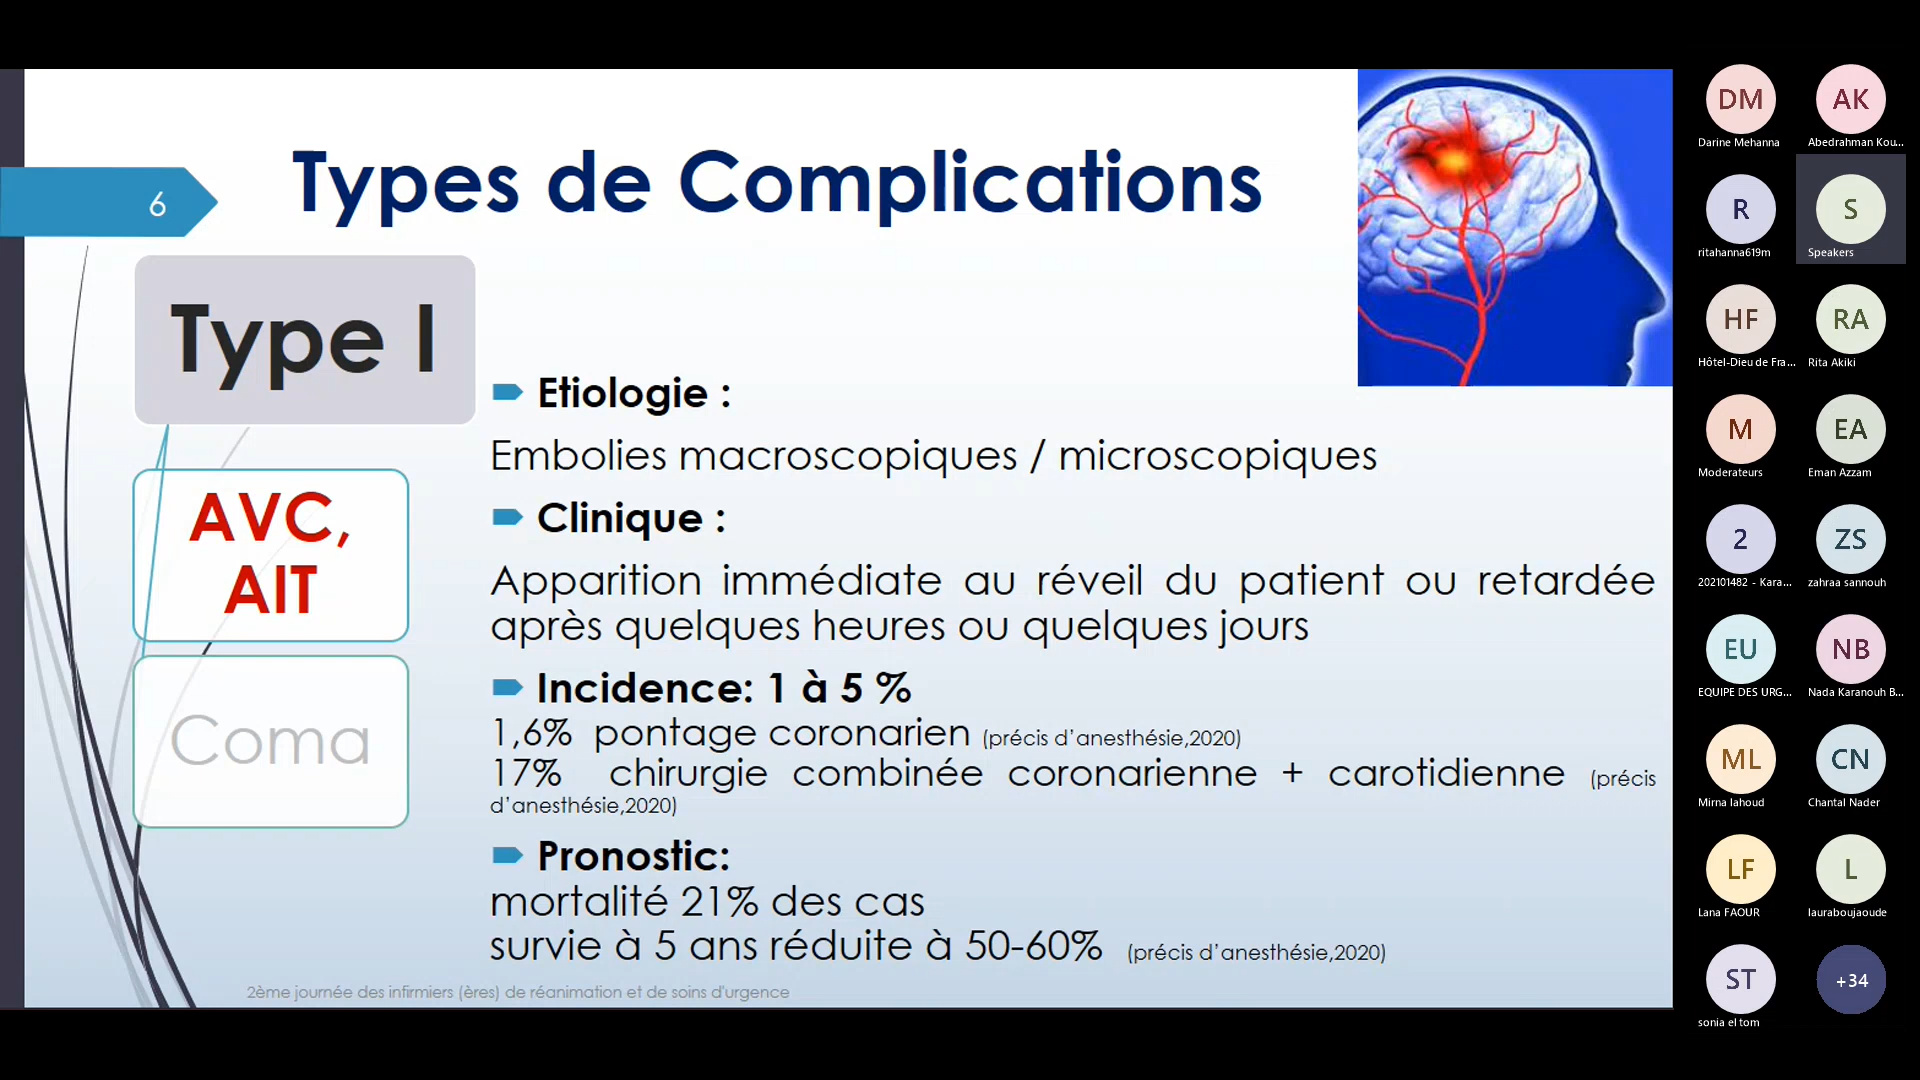 6
Types de Complications
Type I
AVC,
AIT
Coma
Etiologie :
Embolies macroscopiques / microscopiques
Clinique :
Apparition immédiate au réveil du patient ou retardée
après quelques heures ou quelques jours
Incidence: 1 à 5 %
1,6% pontage coronarien (précis d’anesthésie,2020)
17% chirurgie combinée coronarienne + carotidienne (précis
d’anesthésie,2020)
Pronostic:
mortalité 21% des cas
survie à 5 ans réduite à 50-60% (précis d’anesthésie,2020)
2ème journée des infirmiers (ères) de réanimation et de soins d'urgence
DM
Darine Mehanna
AK
Abedrahman Kou...
R
ritahanna619m
S
Speakers
HF
Hôtel-Dieu de Fra...
RA
Rita Akiki
M
Moderateurs
EA
Eman Azzam
2
202101482 - Kara...
ZS
zahraa sannouh
EU
EQUIPE DES URG...
NB
Nada Karanouh B...
ML
Mirna lahoud
CN
Chantal Nader
LF
Lana FAOUR
L
lauraboujaoude
ST
sonia el tom
+34